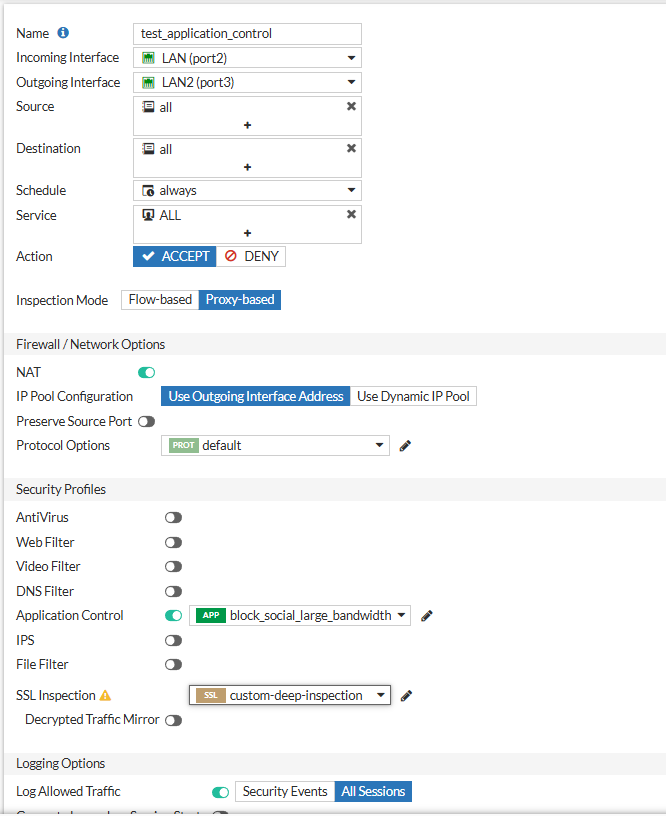 Name test_application_control
Incoming Interface LAN (port2)
Outgoing Interface LAN2 (port3)
Source all
+
Destination all
+
Schedule always
Service ALL
+
Action ACCEPT DENY
Inspection Mode Flow-based Proxy-based
Firewall / Network Options
NAT
IP Pool Configuration Use Outgoing Interface Address Use Dynamic IP Pool
Preserve Source Port
Protocol Options PROT default
Security Profiles
AntiVirus
Web Filter
Video Filter
DNS Filter
Application Control APP block_social_large_bandwidth
IPS
File Filter
SSL Inspection SSL custom-deep-inspection
Decrypted Traffic Mirror
Logging Options
Log Allowed Traffic Security Events All Sessions